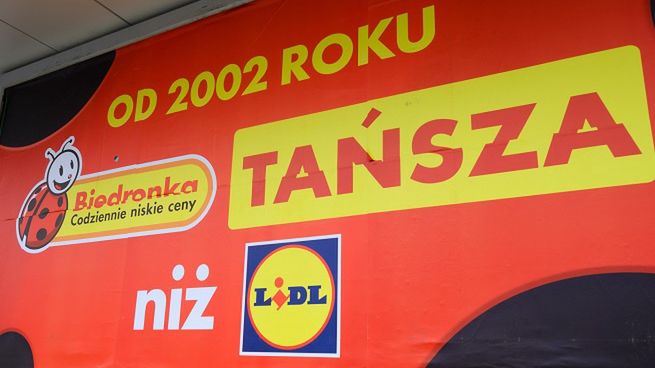 OD 2002 ROKU
TAŃSZA
Biedronka
Codziennie niskie ceny
niż
LiDL